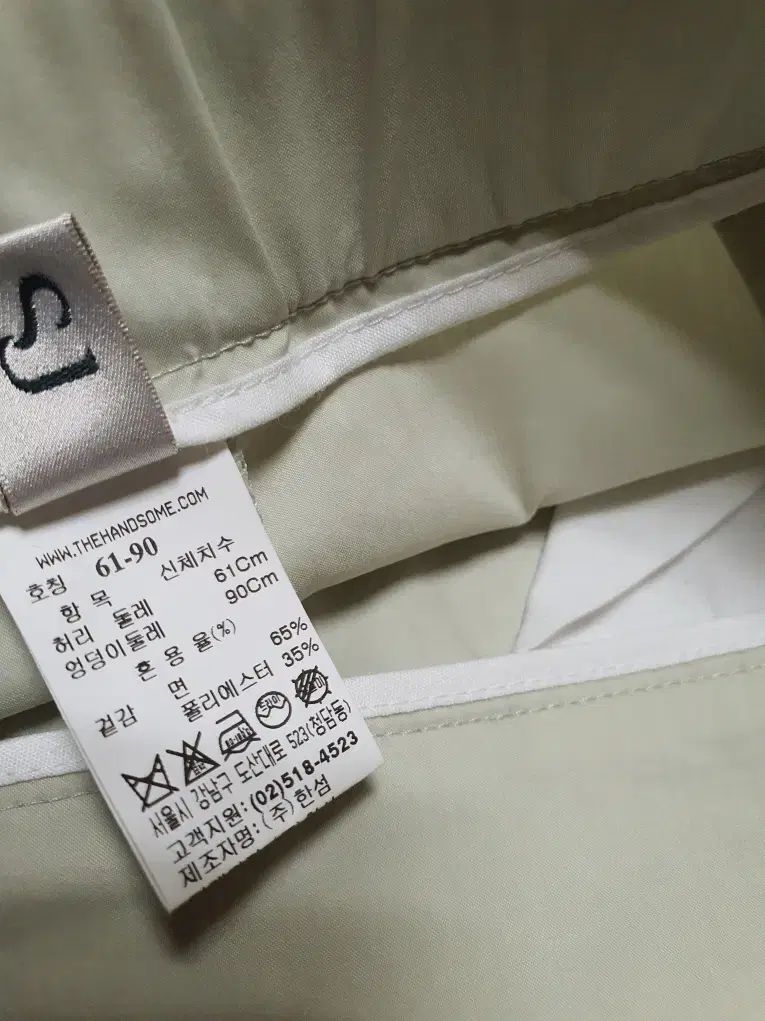 SJ
WWW.THEHANDSOME.COM
호칭 61-90
항 목 신체치수
허리 둘레 61Cm
엉덩이둘레 90Cm
혼 용 율(%)
겉감 면 65%
폴리에스터 35%
서울시 강남구 도산대로 523(청담동)
고객지원: (02)518-4523
제조자명: (주)한섬